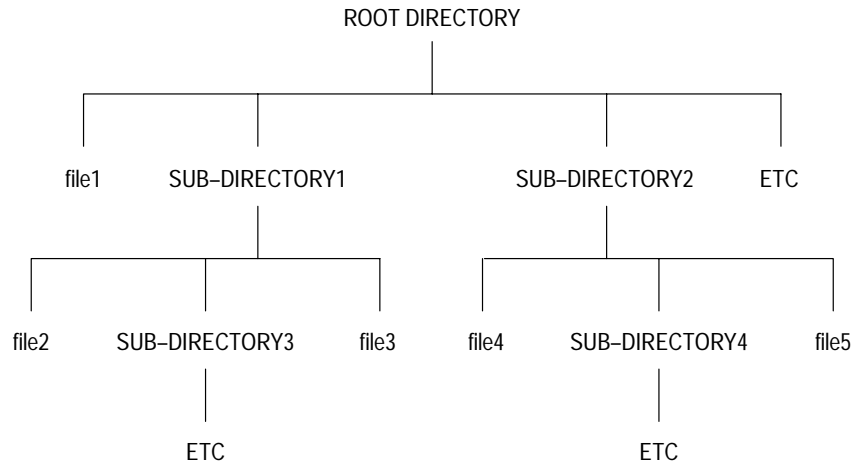 ROOT DIRECTORY
file1 SUB–DIRECTORY1 SUB–DIRECTORY2 ETC
file2 SUB–DIRECTORY3 file3 file4 SUB–DIRECTORY4 file5
ETC ETC